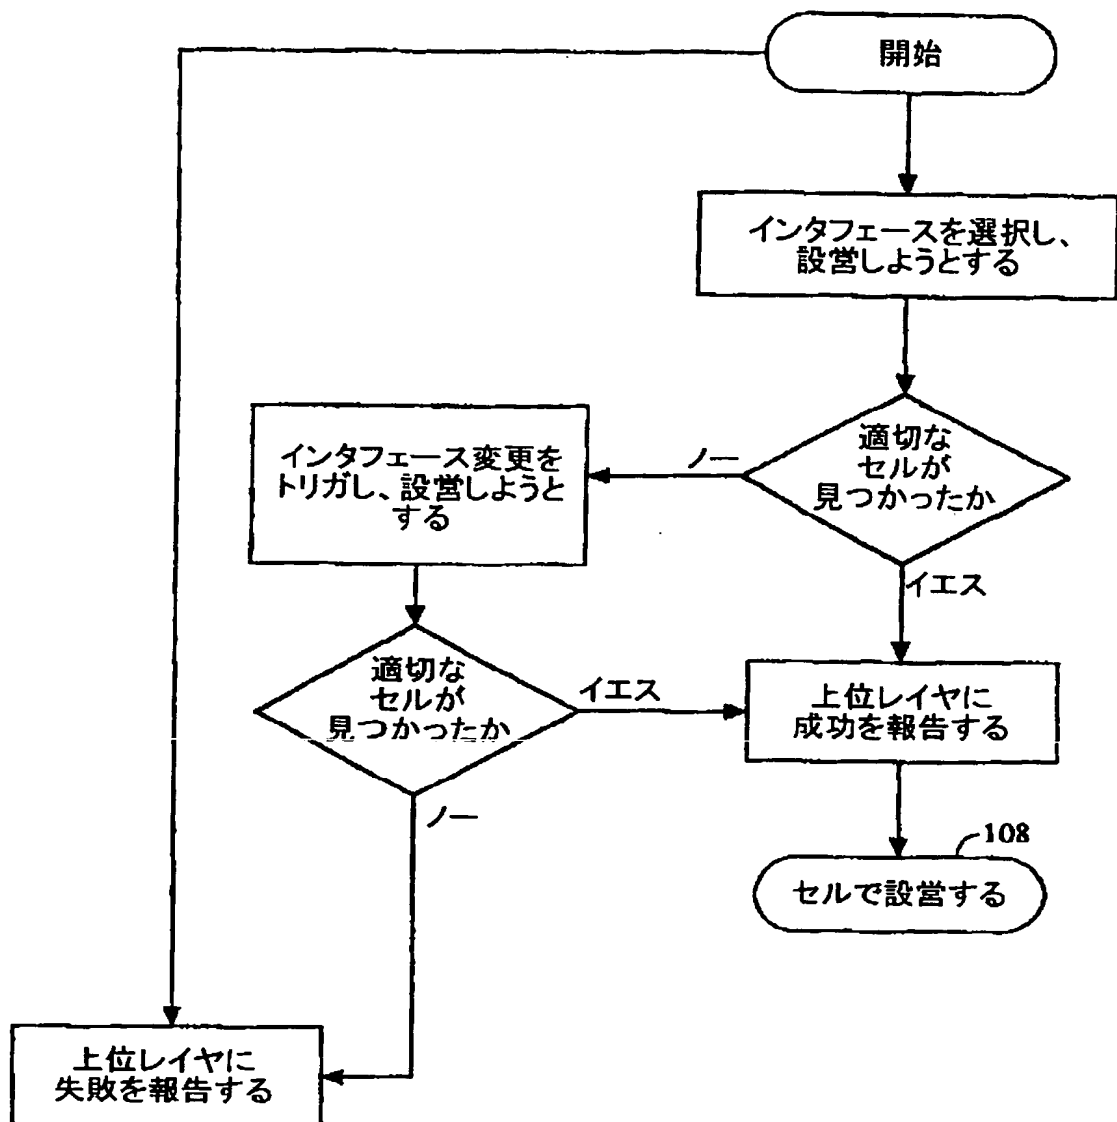 開始
インタフェースを選択し、
設営しようとする
適切な
セルが
見つかったか
ノー
イエス
インタフェース変更を
トリガし、設営しようと
する
適切な
セルが
見つかったか
イエス
ノー
上位レイヤに
成功を報告する
108
セルで設営する
上位レイヤに
失敗を報告する